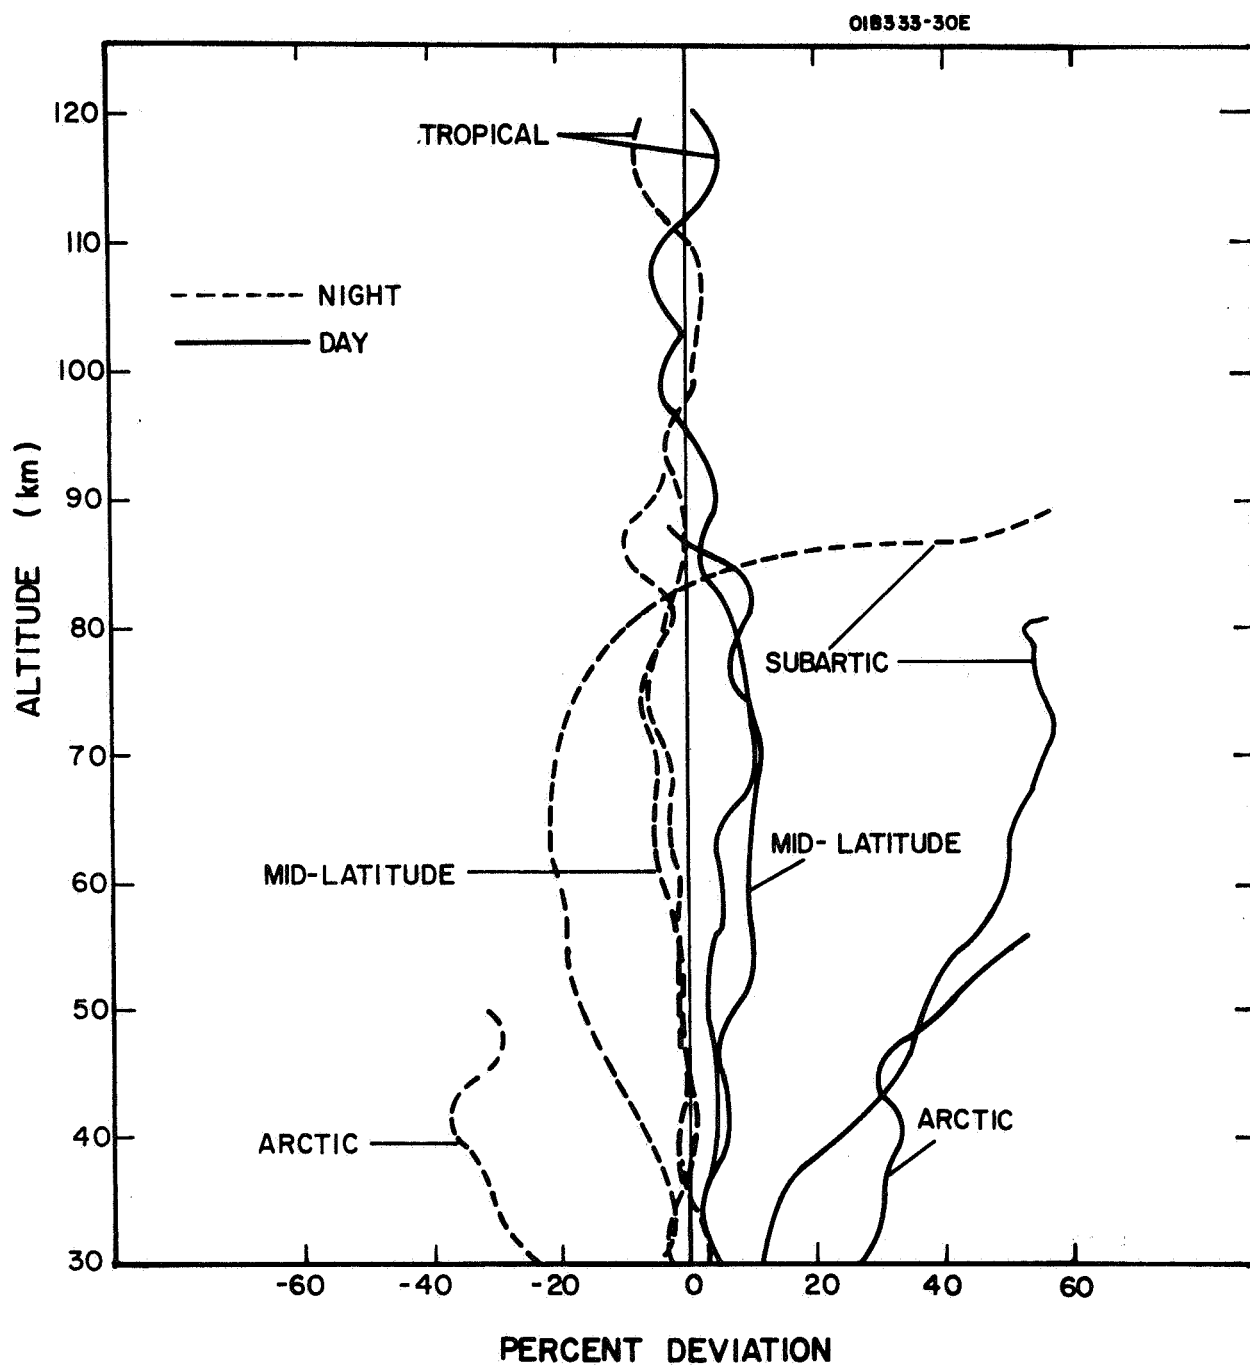 01B333-30E
120
TROPICAL
110
NIGHT
DAY
100
90
ALTITUDE (km)
80
SUBARTIC
70
MID-LATITUDE
MID-LATITUDE
60
50
ARCTIC
ARCTIC
40
30
-60 -40 -20 0 20 40 60
PERCENT DEVIATION